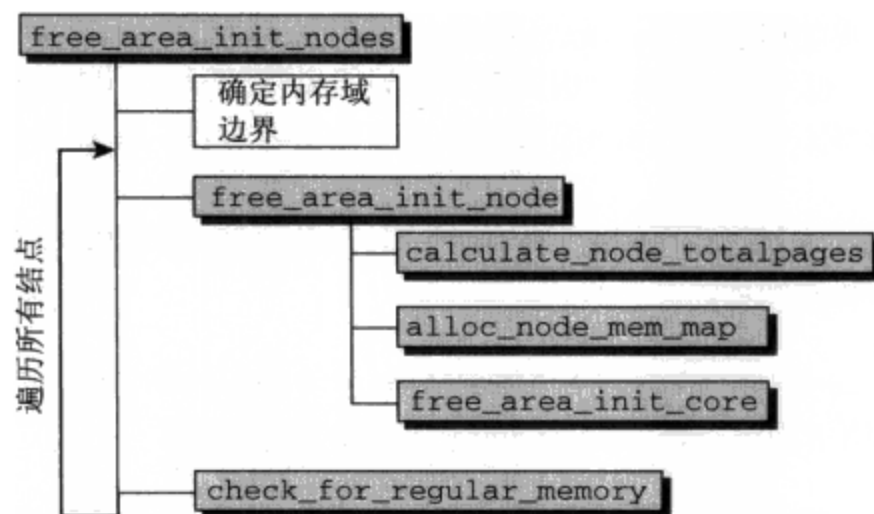 free_area_init_nodes
确定内存域
边界
free_area_init_node
calculate_node_totalpages
alloc_node_mem_map
free_area_init_core
check_for_regular_memory
遍历所有结点